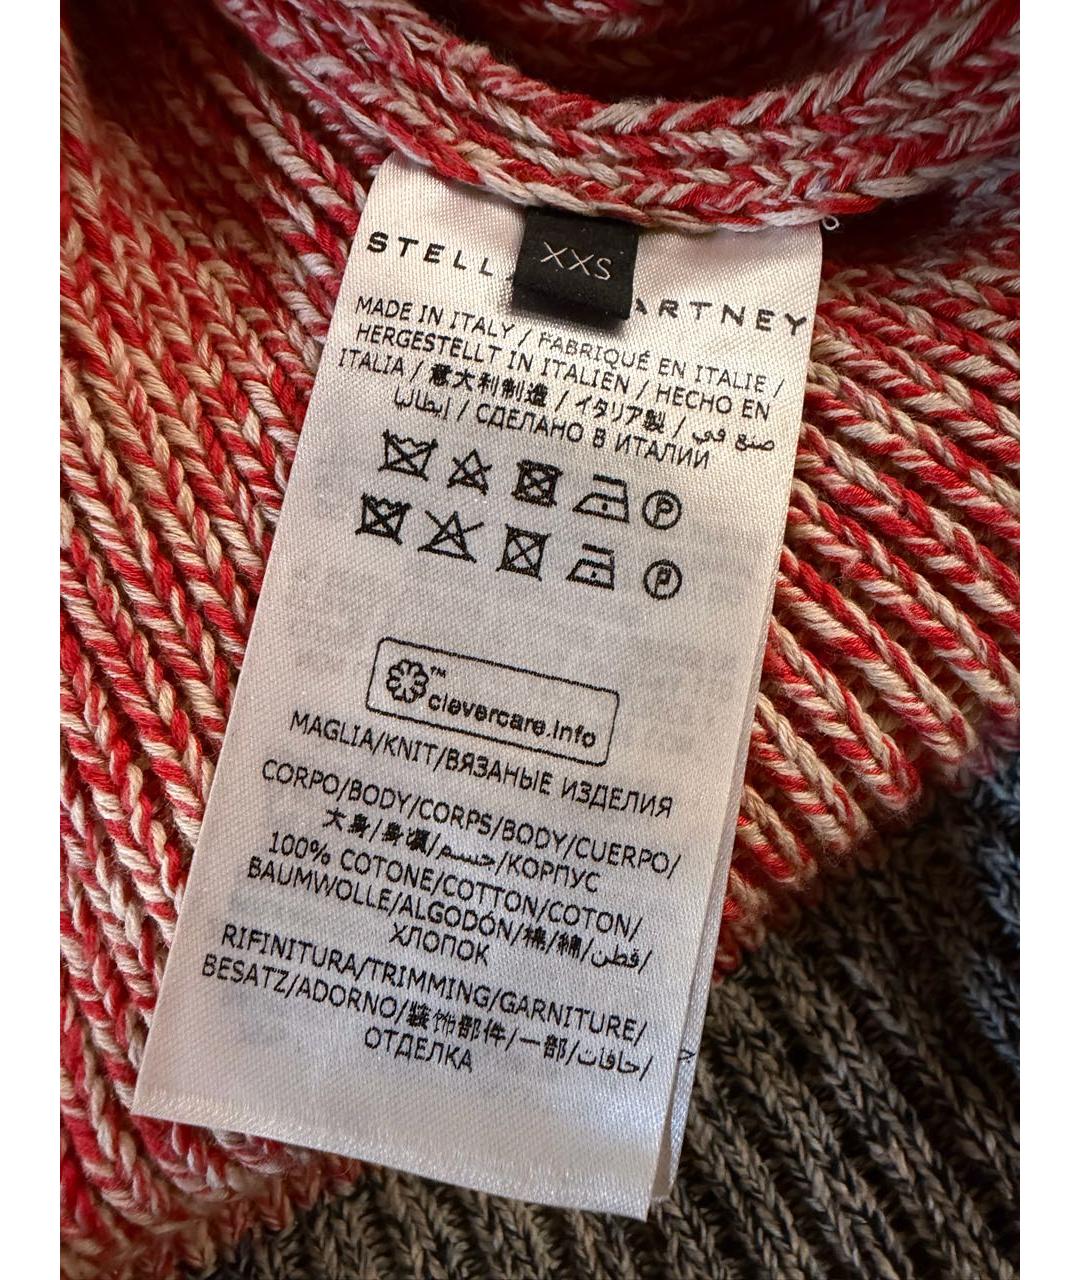 XXS
STELL ARTNEY
MADE IN ITALY / FABRIQUÉ EN ITALIE /
HERGESTELLT IN ITALIEN / HECHO EN
ITALIA / 意大利制造 / イタリア製 / صنع في
إيطاليا / СДЕЛАНО В ИТАЛИИ
P
P
™
clevercare.info
MAGLIA/KNIT/ВЯЗАНЫЕ ИЗДЕЛИЯ
CORPO/BODY/CORPS/BODY/CUERPO/
大身/身頃/جسم/КОРПУС
100% COTONE/COTTON/COTON/
BAUMWOLLE/ALGODÓN/棉/綿/قطن/
ХЛОПОК
RIFINITURA/TRIMMING/GARNITURE/
BESATZ/ADORNO/装饰部件/一部/حافات/
ОТДЕЛКА